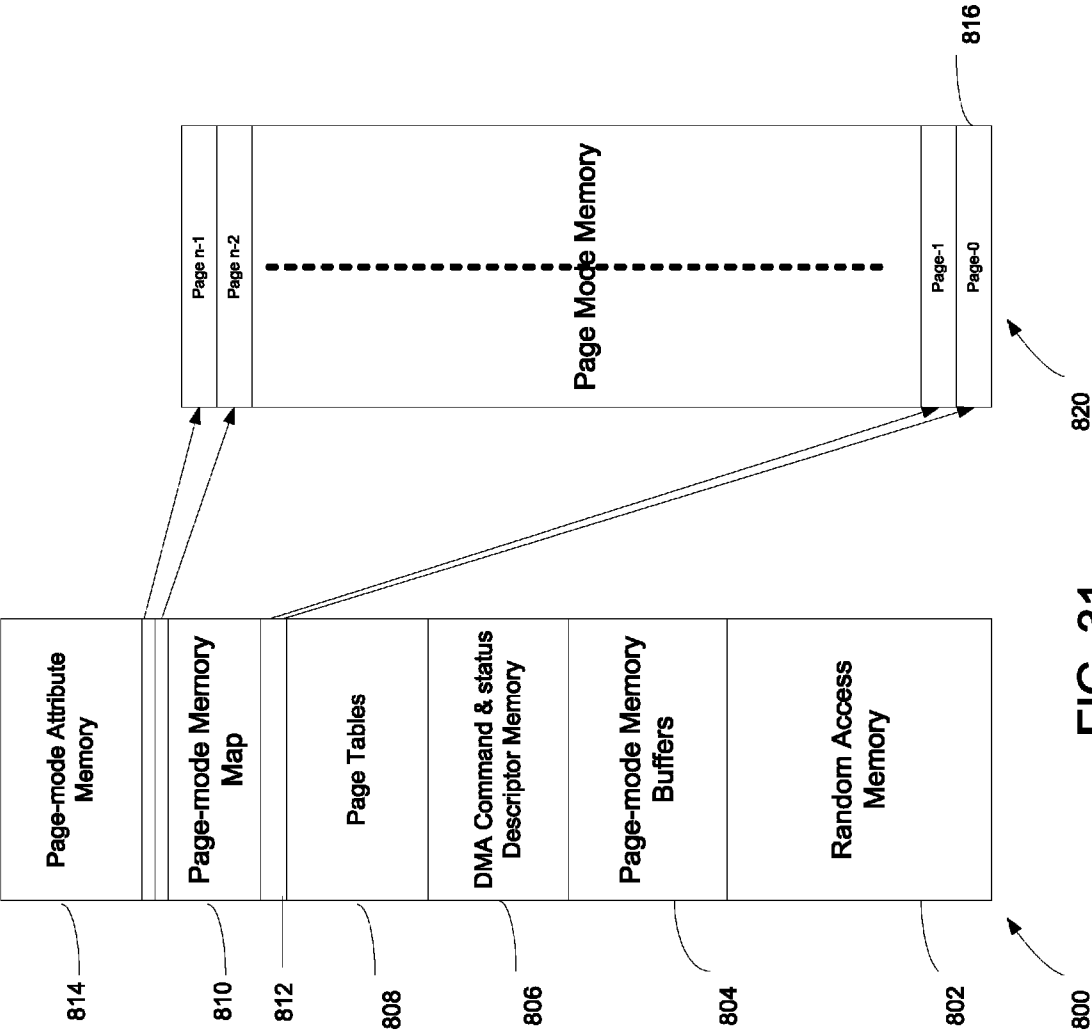 Page-mode Attribute
Memory
Page-mode Memory
Map
Page Tables
DMA Command & status
Descriptor Memory
Page-mode Memory
Buffers
Random Access
Memory
814
810
812
808
806
804
802
800
Page n-1
Page n-2
Page Mode Memory
Page-1
Page-0
816
820